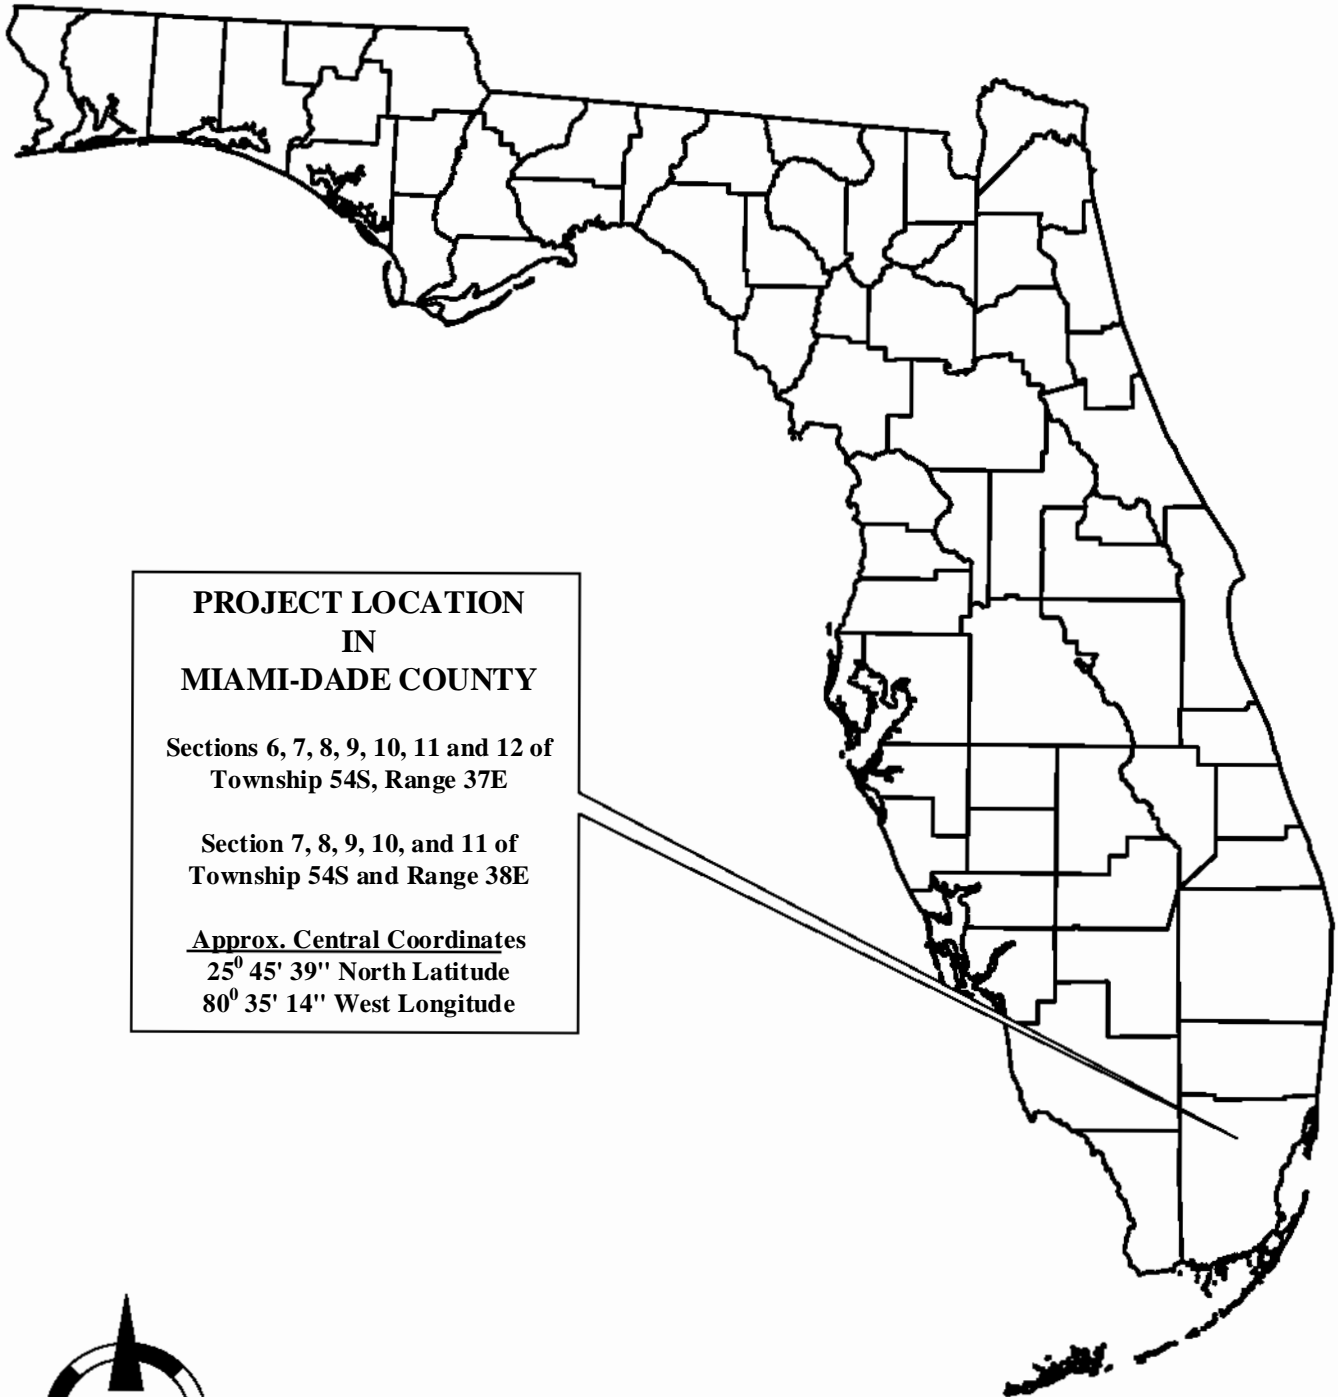 PROJECT LOCATION
IN
MIAMI-DADE COUNTY
Sections 6, 7, 8, 9, 10, 11 and 12 of
Township 54S, Range 37E
Section 7, 8, 9, 10, and 11 of
Township 54S and Range 38E
Approx. Central Coordinates
25⁰ 45' 39" North Latitude
80⁰ 35' 14" West Longitude